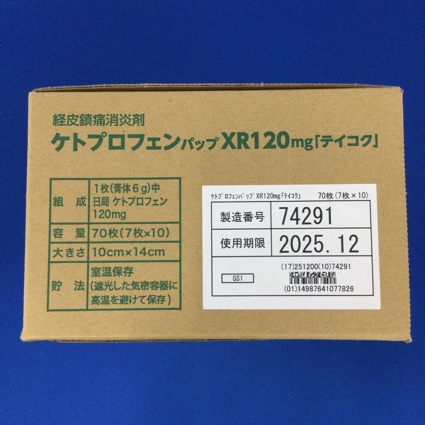 経皮鎮痛消炎剤
ケトプロフェンパップXR120mg「テイコク」
組成 1枚(膏体6g)中
日局 ケトプロフェン
120mg
容量 70枚(7枚×10)
大きさ 10cm×14cm
貯法 室温保存
(遮光した気密容器に
高温を避けて保存)
ケトプロフェンパップXR120mg「テイコク」 70枚(7枚×10)
製造番号 74291
使用期限 2025.12
(17)251200(10)74291
GS1
(01)14987641077826